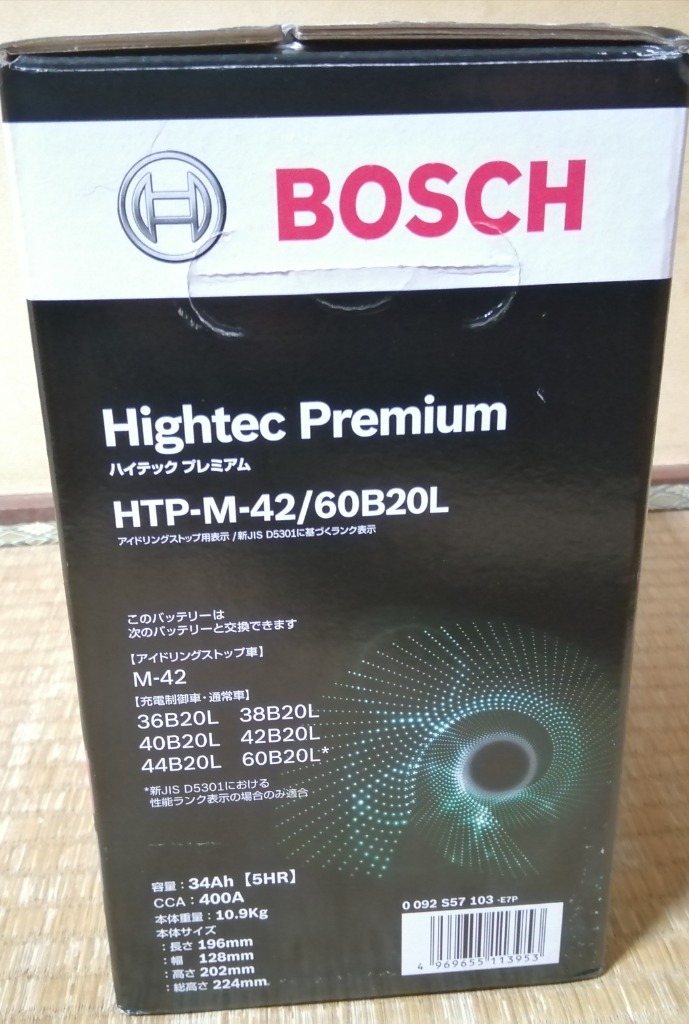 BOSCH
Hightec Premium
ハイテック プレミアム
HTP-M-42/60B20L
アイドリングストップ用表示 / 新JIS D5301に基づくランク表示
このバッテリーは
次のバッテリーと交換できます
【アイドリングストップ車】
M-42
【充電制御車・通常車】
36B20L 38B20L
40B20L 42B20L
44B20L 60B20L*
*新JIS D5301における
性能ランク表示の場合のみ適合
容量：34Ah【5HR】
CCA：400A
本体重量：10.9Kg
本体サイズ
：長さ 196mm
：幅 128mm
：高さ 202mm
：総高さ 224mm
0 092 S57 103 -E7P
4 969655 113953